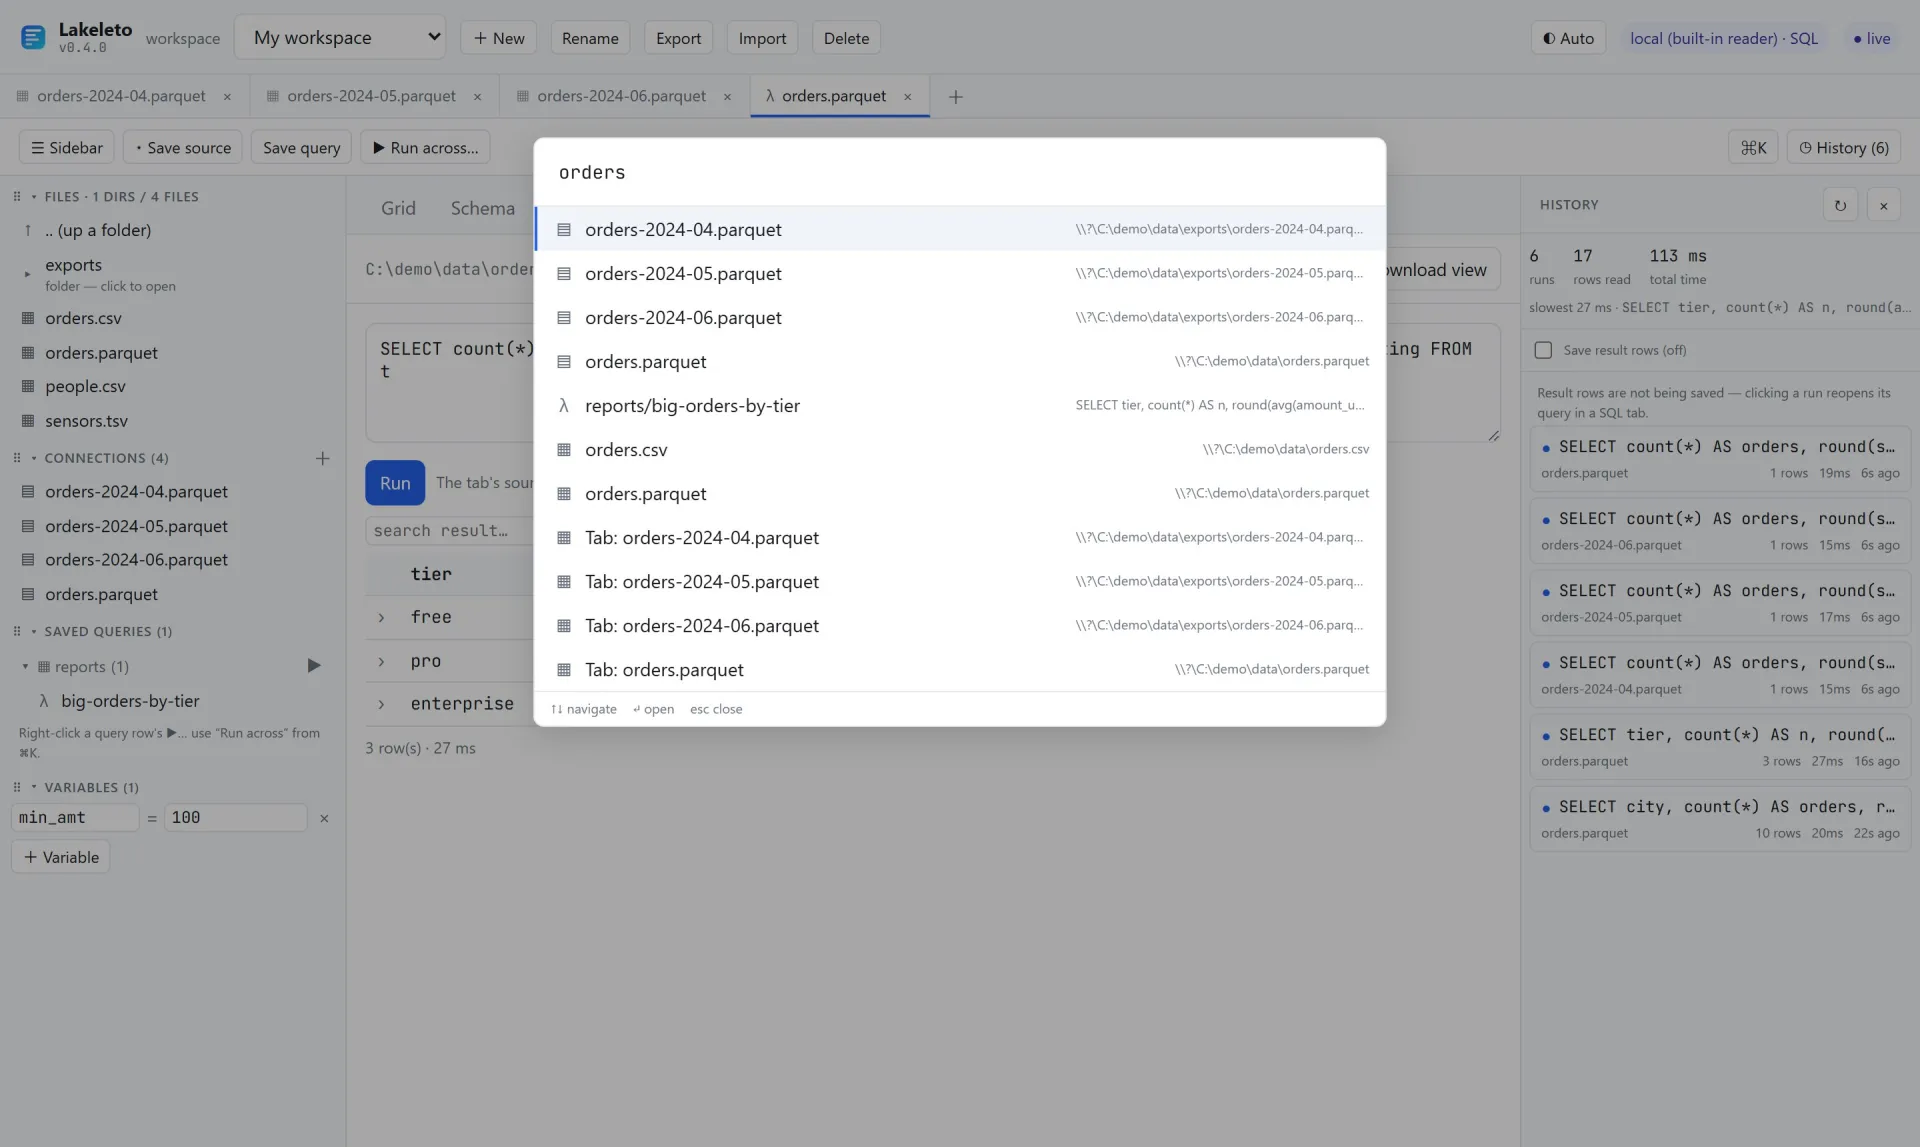 Lakeleto
v0.4.0
workspace
My workspace
+ New
Rename
Export
Import
Delete
Auto
local (built-in reader) · SQL
● live
orders-2024-04.parquet ×
orders-2024-05.parquet ×
orders-2024-06.parquet ×
λ orders.parquet ×
+
☰ Sidebar
· Save source
Save query
▶ Run across...
⌘K
History (6)
FILES · 1 DIRS / 4 FILES
↑ .. (up a folder)
exports
folder — click to open
orders.csv
orders.parquet
people.csv
sensors.tsv
CONNECTIONS (4) +
orders-2024-04.parquet
orders-2024-05.parquet
orders-2024-06.parquet
orders.parquet
SAVED QUERIES (1)
reports (1)
λ big-orders-by-tier
Right-click a query row's ▶... use “Run across” from
⌘K.
VARIABLES (1)
min_amt = 100 ×
+ Variable
Grid
Schema
C:\demo\data\order
wnload view
SELECT count(*)
ing FROM
t
Run
The tab's sour
search result…
tier
› free
› pro
› enterprise
3 row(s) · 27 ms
orders
orders-2024-04.parquet \\?\C:\demo\data\exports\orders-2024-04.parq...
orders-2024-05.parquet \\?\C:\demo\data\exports\orders-2024-05.parq...
orders-2024-06.parquet \\?\C:\demo\data\exports\orders-2024-06.parq...
orders.parquet \\?\C:\demo\data\orders.parquet
λ reports/big-orders-by-tier SELECT tier, count(*) AS n, round(avg(amount_u...
orders.csv \\?\C:\demo\data\orders.csv
orders.parquet \\?\C:\demo\data\orders.parquet
Tab: orders-2024-04.parquet \\?\C:\demo\data\exports\orders-2024-04.parq...
Tab: orders-2024-05.parquet \\?\C:\demo\data\exports\orders-2024-05.parq...
Tab: orders-2024-06.parquet \\?\C:\demo\data\exports\orders-2024-06.parq...
Tab: orders.parquet \\?\C:\demo\data\orders.parquet
↑↓ navigate ↵ open esc close
HISTORY ↻ ×
6 17 113 ms
runs rows read total time
slowest 27 ms · SELECT tier, count(*) AS n, round(a…
Save result rows (off)
Result rows are not being saved — clicking a run reopens its
query in a SQL tab.
● SELECT count(*) AS orders, round(s…
orders.parquet 1 rows 19ms 6s ago
● SELECT count(*) AS orders, round(s…
orders-2024-06.parquet 1 rows 15ms 6s ago
● SELECT count(*) AS orders, round(s…
orders-2024-05.parquet 1 rows 17ms 6s ago
● SELECT count(*) AS orders, round(s…
orders-2024-04.parquet 1 rows 15ms 6s ago
● SELECT tier, count(*) AS n, round(…
orders.parquet 3 rows 27ms 16s ago
● SELECT city, count(*) AS orders, r…
orders.parquet 10 rows 20ms 22s ago